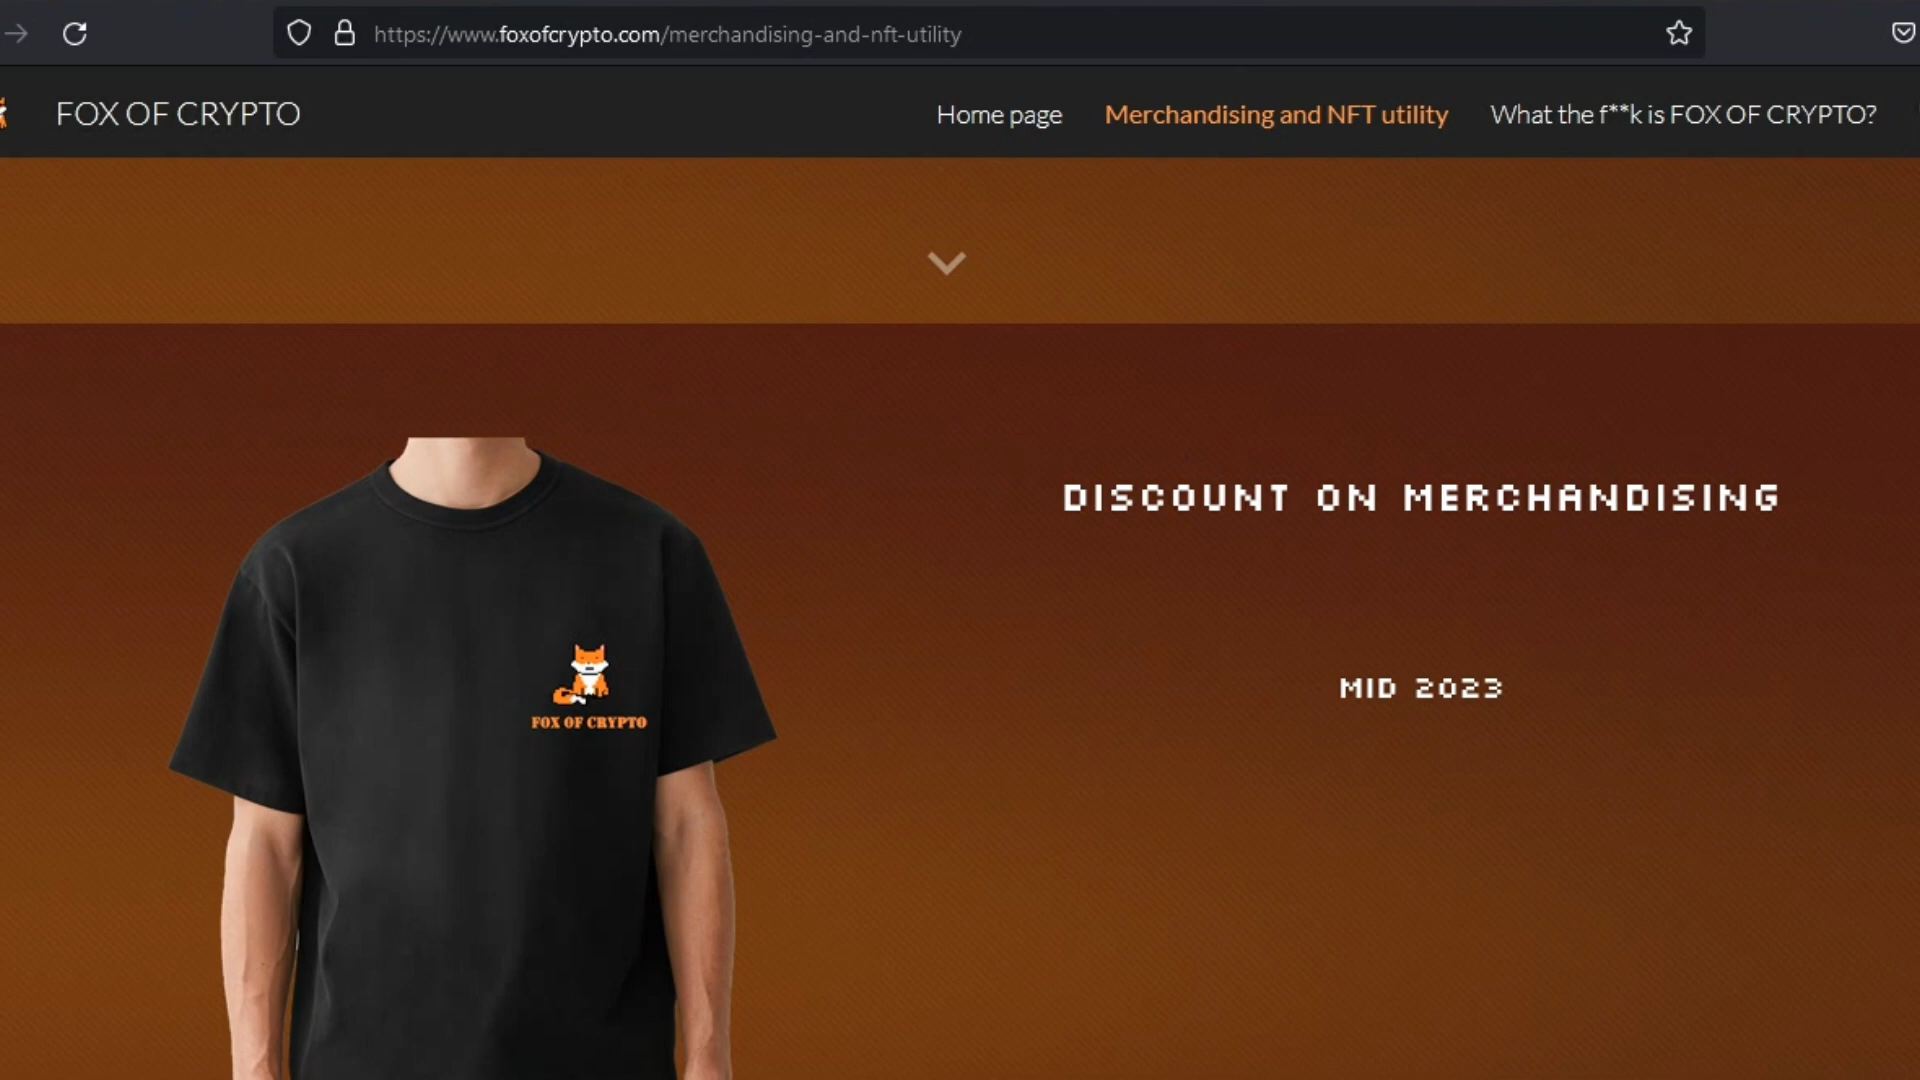 https://www.foxofcrypto.com/merchandising-and-nft-utility
FOX OF CRYPTO
Home page
Merchandising and NFT utility
What the f**k is FOX OF CRYPTO?
DISCOUNT ON MERCHANDISING
MID 2023
FOX OF CRYPTO